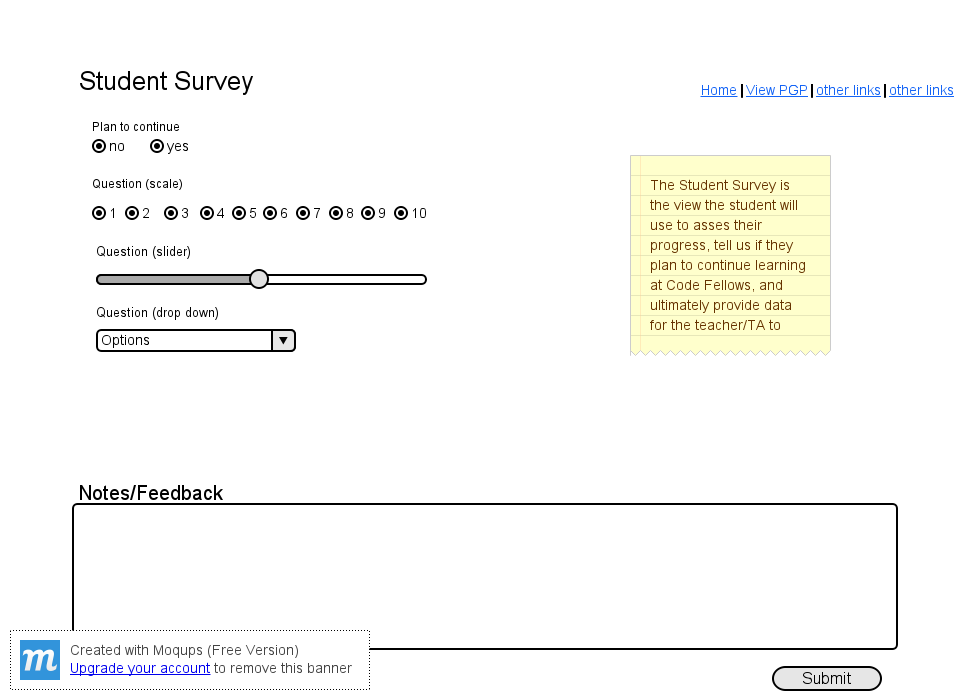 Student Survey
Home | View PGP | other links | other links
Plan to continue
no yes
Question (scale)
1 2 3 4 5 6 7 8 9 10
Question (slider)
Question (drop down)
Options
The Student Survey is
the view the student will
use to asses their
progress, tell us if they
plan to continue learning
at Code Fellows, and
ultimately provide data
for the teacher/TA to
Notes/Feedback
m
Created with Moqups (Free Version)
Upgrade your account to remove this banner
Submit